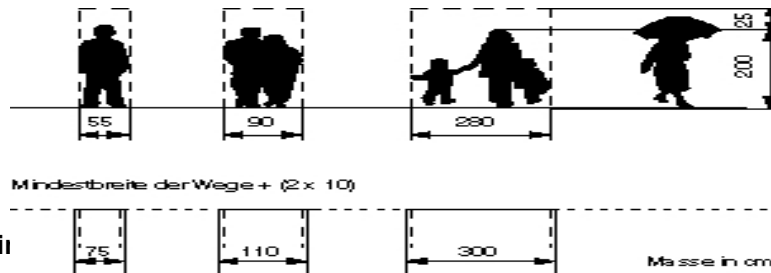 25
200
55 90 280
Mindestbreite der Wege + (2 x 10)
75 110 300
Masse in cm